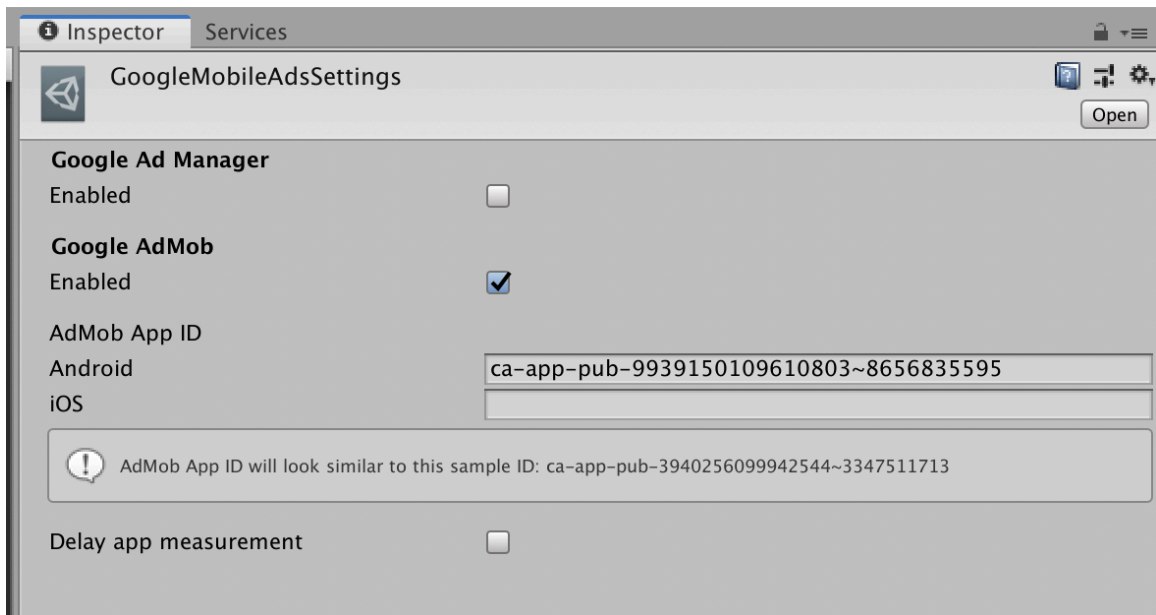 Inspector Services
GoogleMobileAdsSettings
Open
Google Ad Manager
Enabled
Google AdMob
Enabled
AdMob App ID
Android ca-app-pub-9939150109610803~8656835595
iOS
AdMob App ID will look similar to this sample ID: ca-app-pub-3940256099942544~3347511713
Delay app measurement